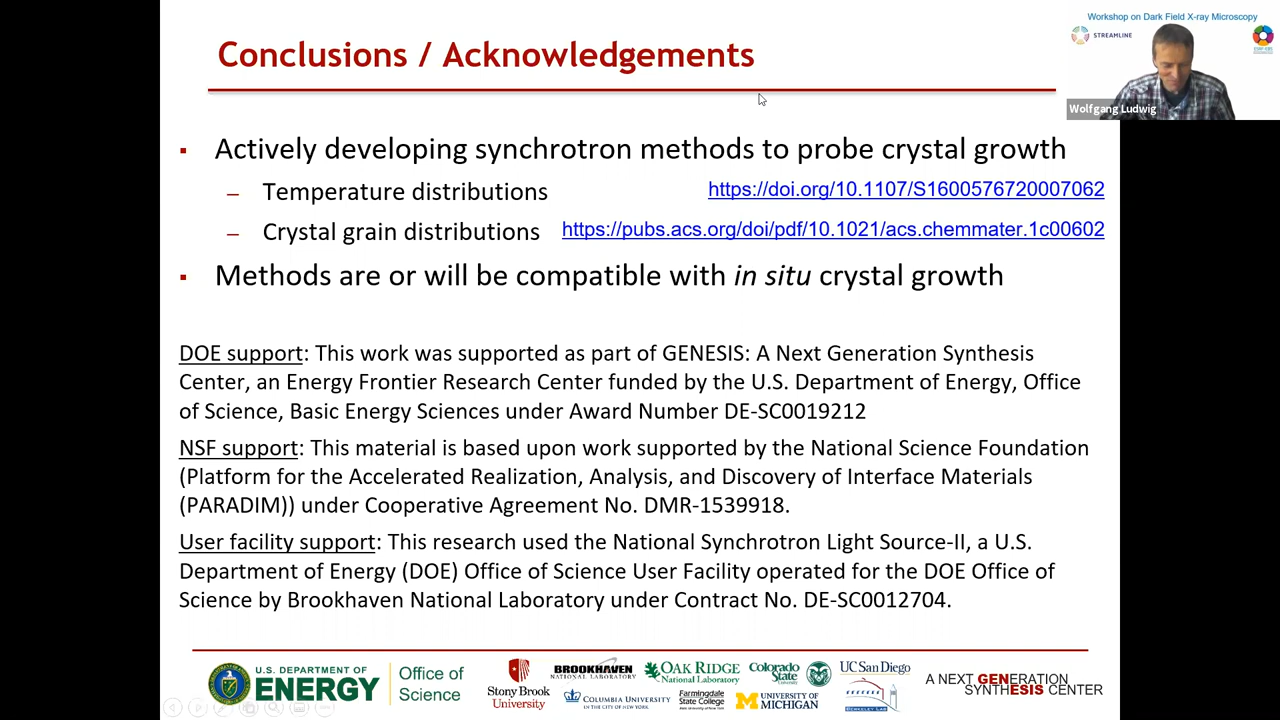 Workshop on Dark Field X-ray Microscopy
STREAMLINE
Wolfgang Ludwig
Conclusions / Acknowledgements
▪ Actively developing synchrotron methods to probe crystal growth
– Temperature distributions https://doi.org/10.1107/S1600576720007062
– Crystal grain distributions https://pubs.acs.org/doi/pdf/10.1021/acs.chemmater.1c00602
▪ Methods are or will be compatible with in situ crystal growth
DOE support: This work was supported as part of GENESIS: A Next Generation Synthesis
Center, an Energy Frontier Research Center funded by the U.S. Department of Energy, Office
of Science, Basic Energy Sciences under Award Number DE-SC0019212
NSF support: This material is based upon work supported by the National Science Foundation
(Platform for the Accelerated Realization, Analysis, and Discovery of Interface Materials
(PARADIM)) under Cooperative Agreement No. DMR-1539918.
User facility support: This research used the National Synchrotron Light Source-II, a U.S.
Department of Energy (DOE) Office of Science User Facility operated for the DOE Office of
Science by Brookhaven National Laboratory under Contract No. DE-SC0012704.
U.S. DEPARTMENT OF
ENERGY
Office of
Science
Stony Brook
University
BROOKHAVEN
NATIONAL LABORATORY
COLUMBIA UNIVERSITY
IN THE CITY OF NEW YORK
OAK RIDGE
National Laboratory
Farmingdale
State College
Colorado
State
University
UNIVERSITY OF
MICHIGAN
UC San Diego
BERKELEY LAB
A NEXT GENERATION
SYNTHESIS CENTER